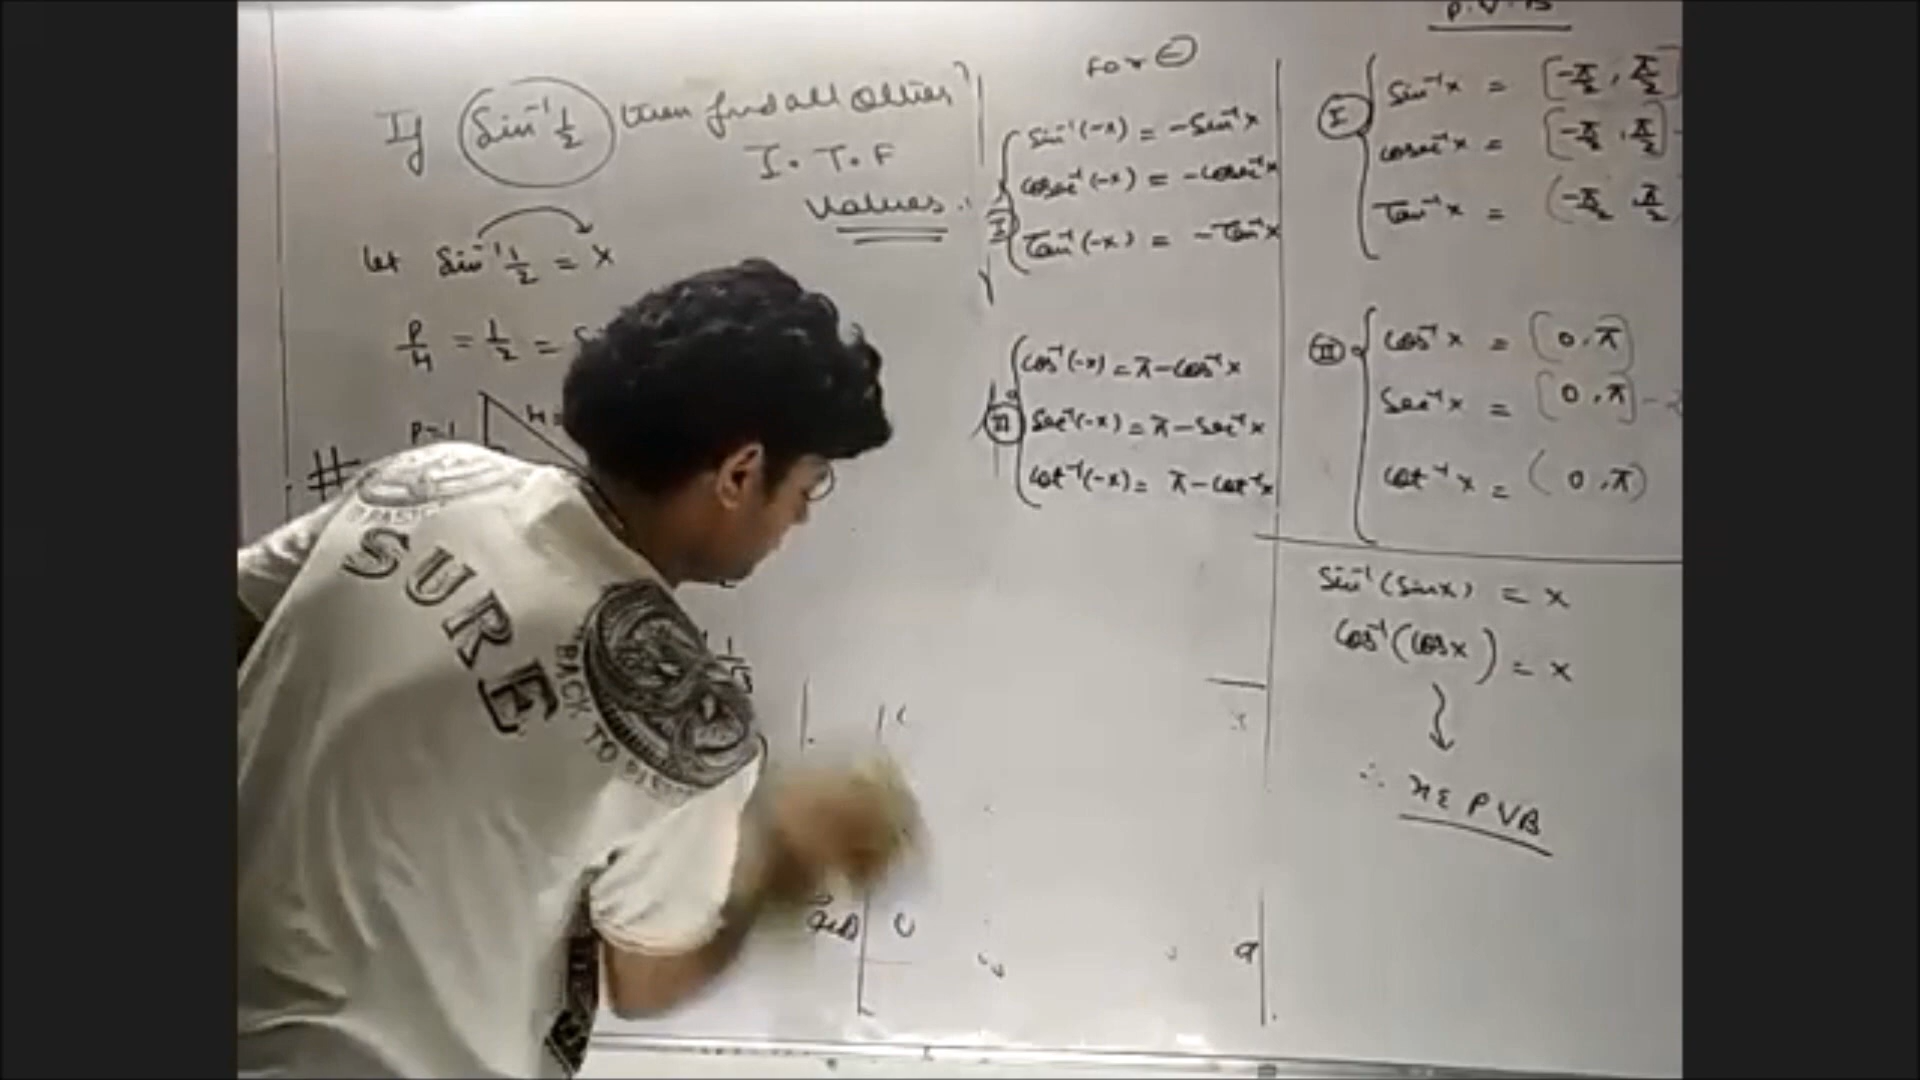 If Sin⁻¹ 1/2 then find all others
I.T.F
values.
let Sin⁻¹ 1/2 = x
P/H = 1/2 =
P=1
H=
#
For ⊖
I
Sin⁻¹(-x) = -Sin⁻¹x
cosec⁻¹(-x) = -cosec⁻¹x
Tan⁻¹(-x) = -Tan⁻¹x
II
cos⁻¹(-x) = π-cos⁻¹x
Sec⁻¹(-x) = π-Sec⁻¹x
cot⁻¹(-x) = π-cot⁻¹x
P.V.B
I
Sin⁻¹x = [-π/2, π/2]
cosec⁻¹x = [-π/2, π/2] -
Tan⁻¹x = (-π/2, π/2)
II
cos⁻¹x = [0, π]
Sec⁻¹x = [0, π] -
cot⁻¹x = (0, π)
Sin⁻¹(Sinx) = x
Cos⁻¹(cosx) = x
∴ x ε PVB
SURE
BACK TO